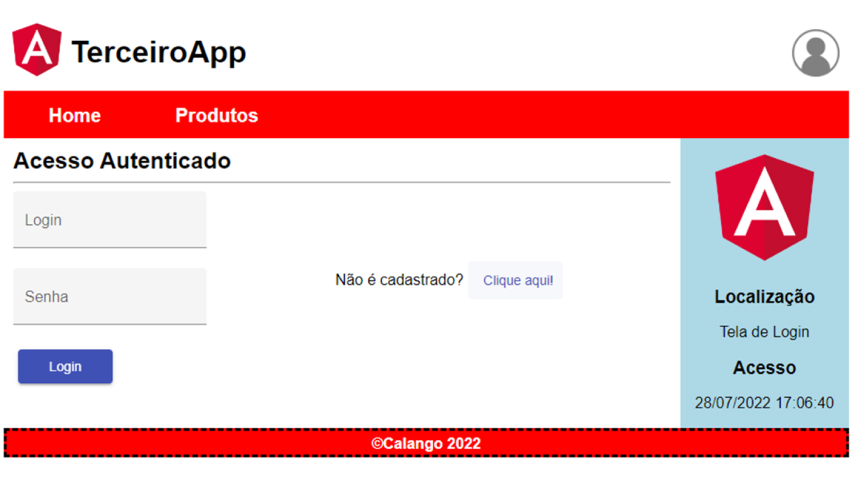 TerceiroApp
Home Produtos
Acesso Autenticado
Login
Senha
Não é cadastrado? Clique aqui!
Login
A
Localização
Tela de Login
Acesso
28/07/2022 17:06:40
©Calango 2022